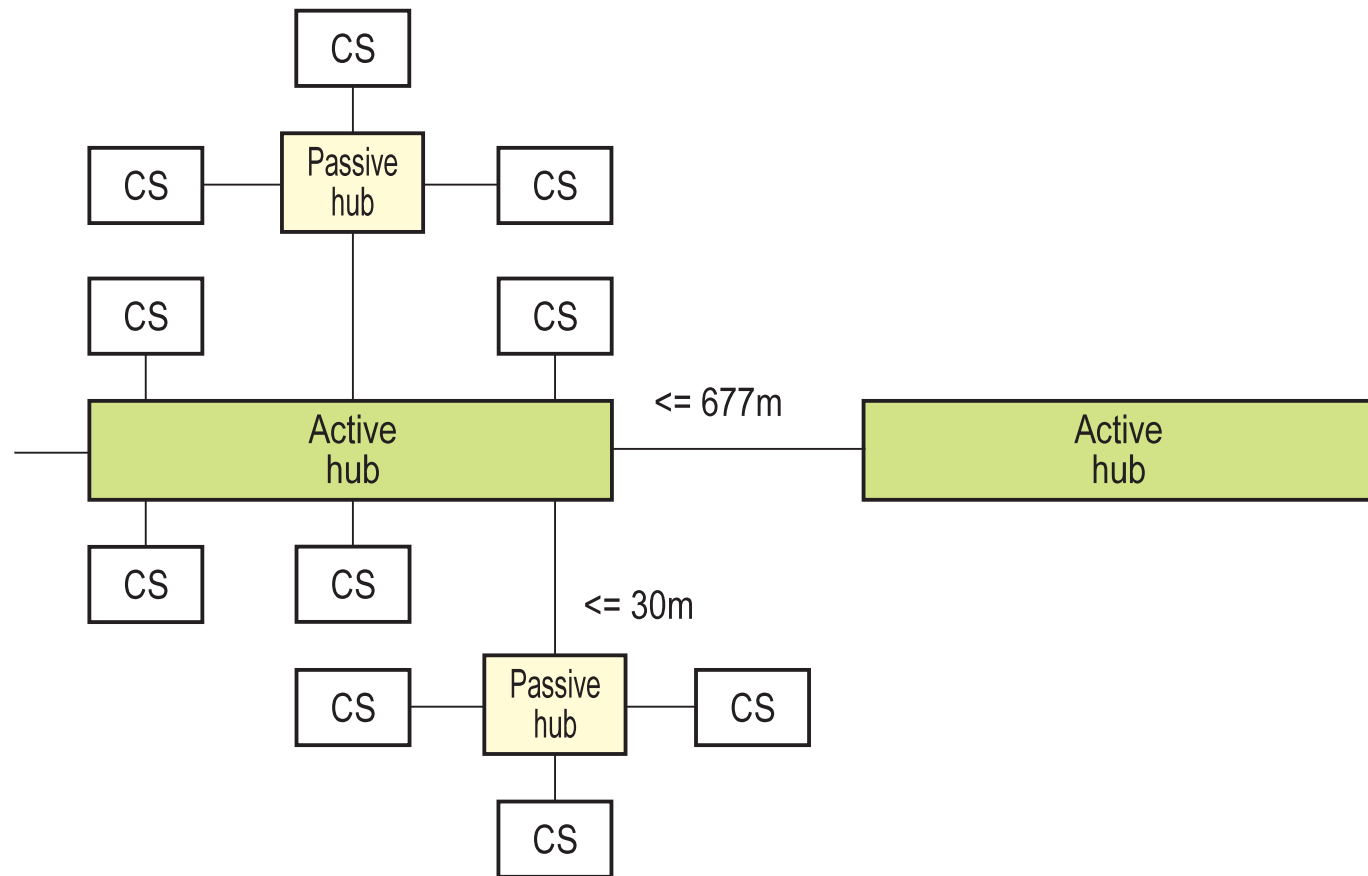 CS
CS
Passive
hub
CS
CS
CS
<= 677m
Active
hub
Active
hub
CS
CS
<= 30m
CS
Passive
hub
CS
CS